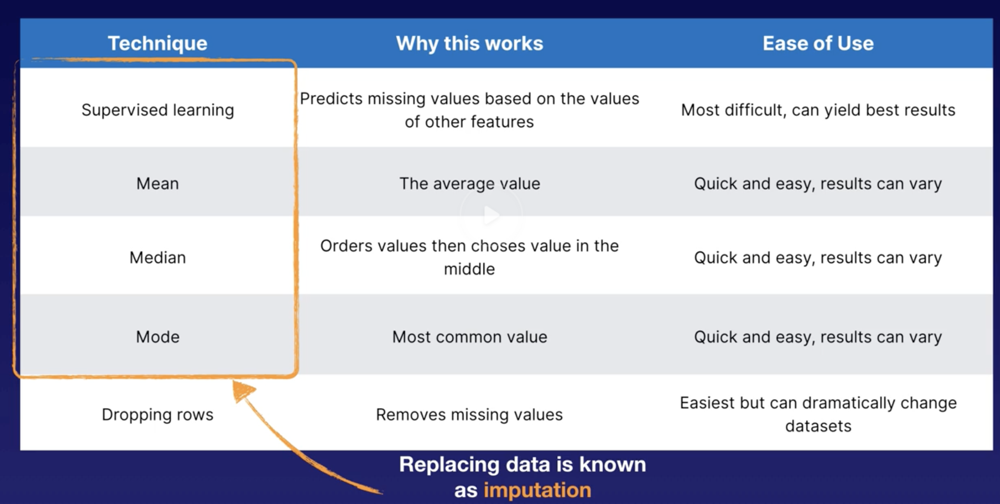 Technique Why this works Ease of Use
Supervised learning
Predicts missing values based on the values
of other features
Most difficult, can yield best results
Mean The average value Quick and easy, results can vary
Median
Orders values then choses value in the
middle
Quick and easy, results can vary
Mode Most common value Quick and easy, results can vary
Dropping rows Removes missing values
Easiest but can dramatically change
datasets
Replacing data is known
as imputation